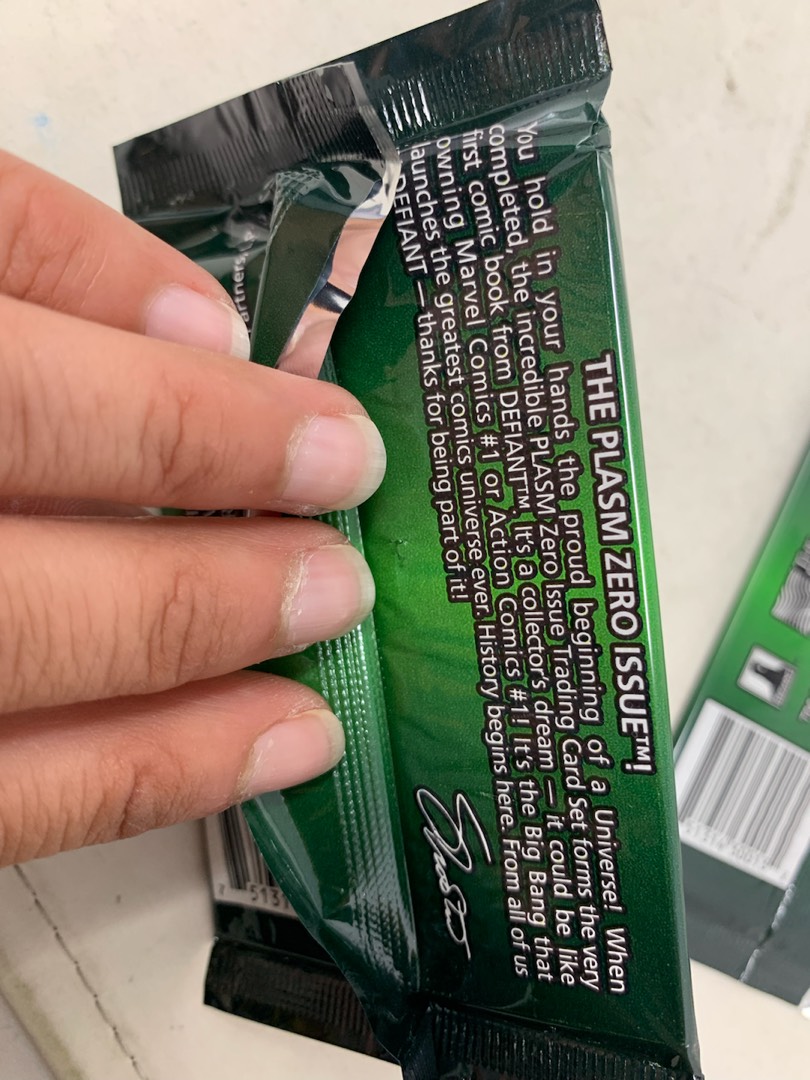 THE PLASM ZERO ISSUE™!
You hold in your hands the proud beginning of a Universe! When
completed, the incredible PLASM Zero Issue Trading Card Set forms the very
first comic book from DEFIANT™. It's a collector's dream — it could be like
owning Marvel Comics #1 or Action Comics #1! It's the Big Bang that
launches the greatest comics universe ever. History begins here. From all of us
DEFIANT — thanks for being part of it!